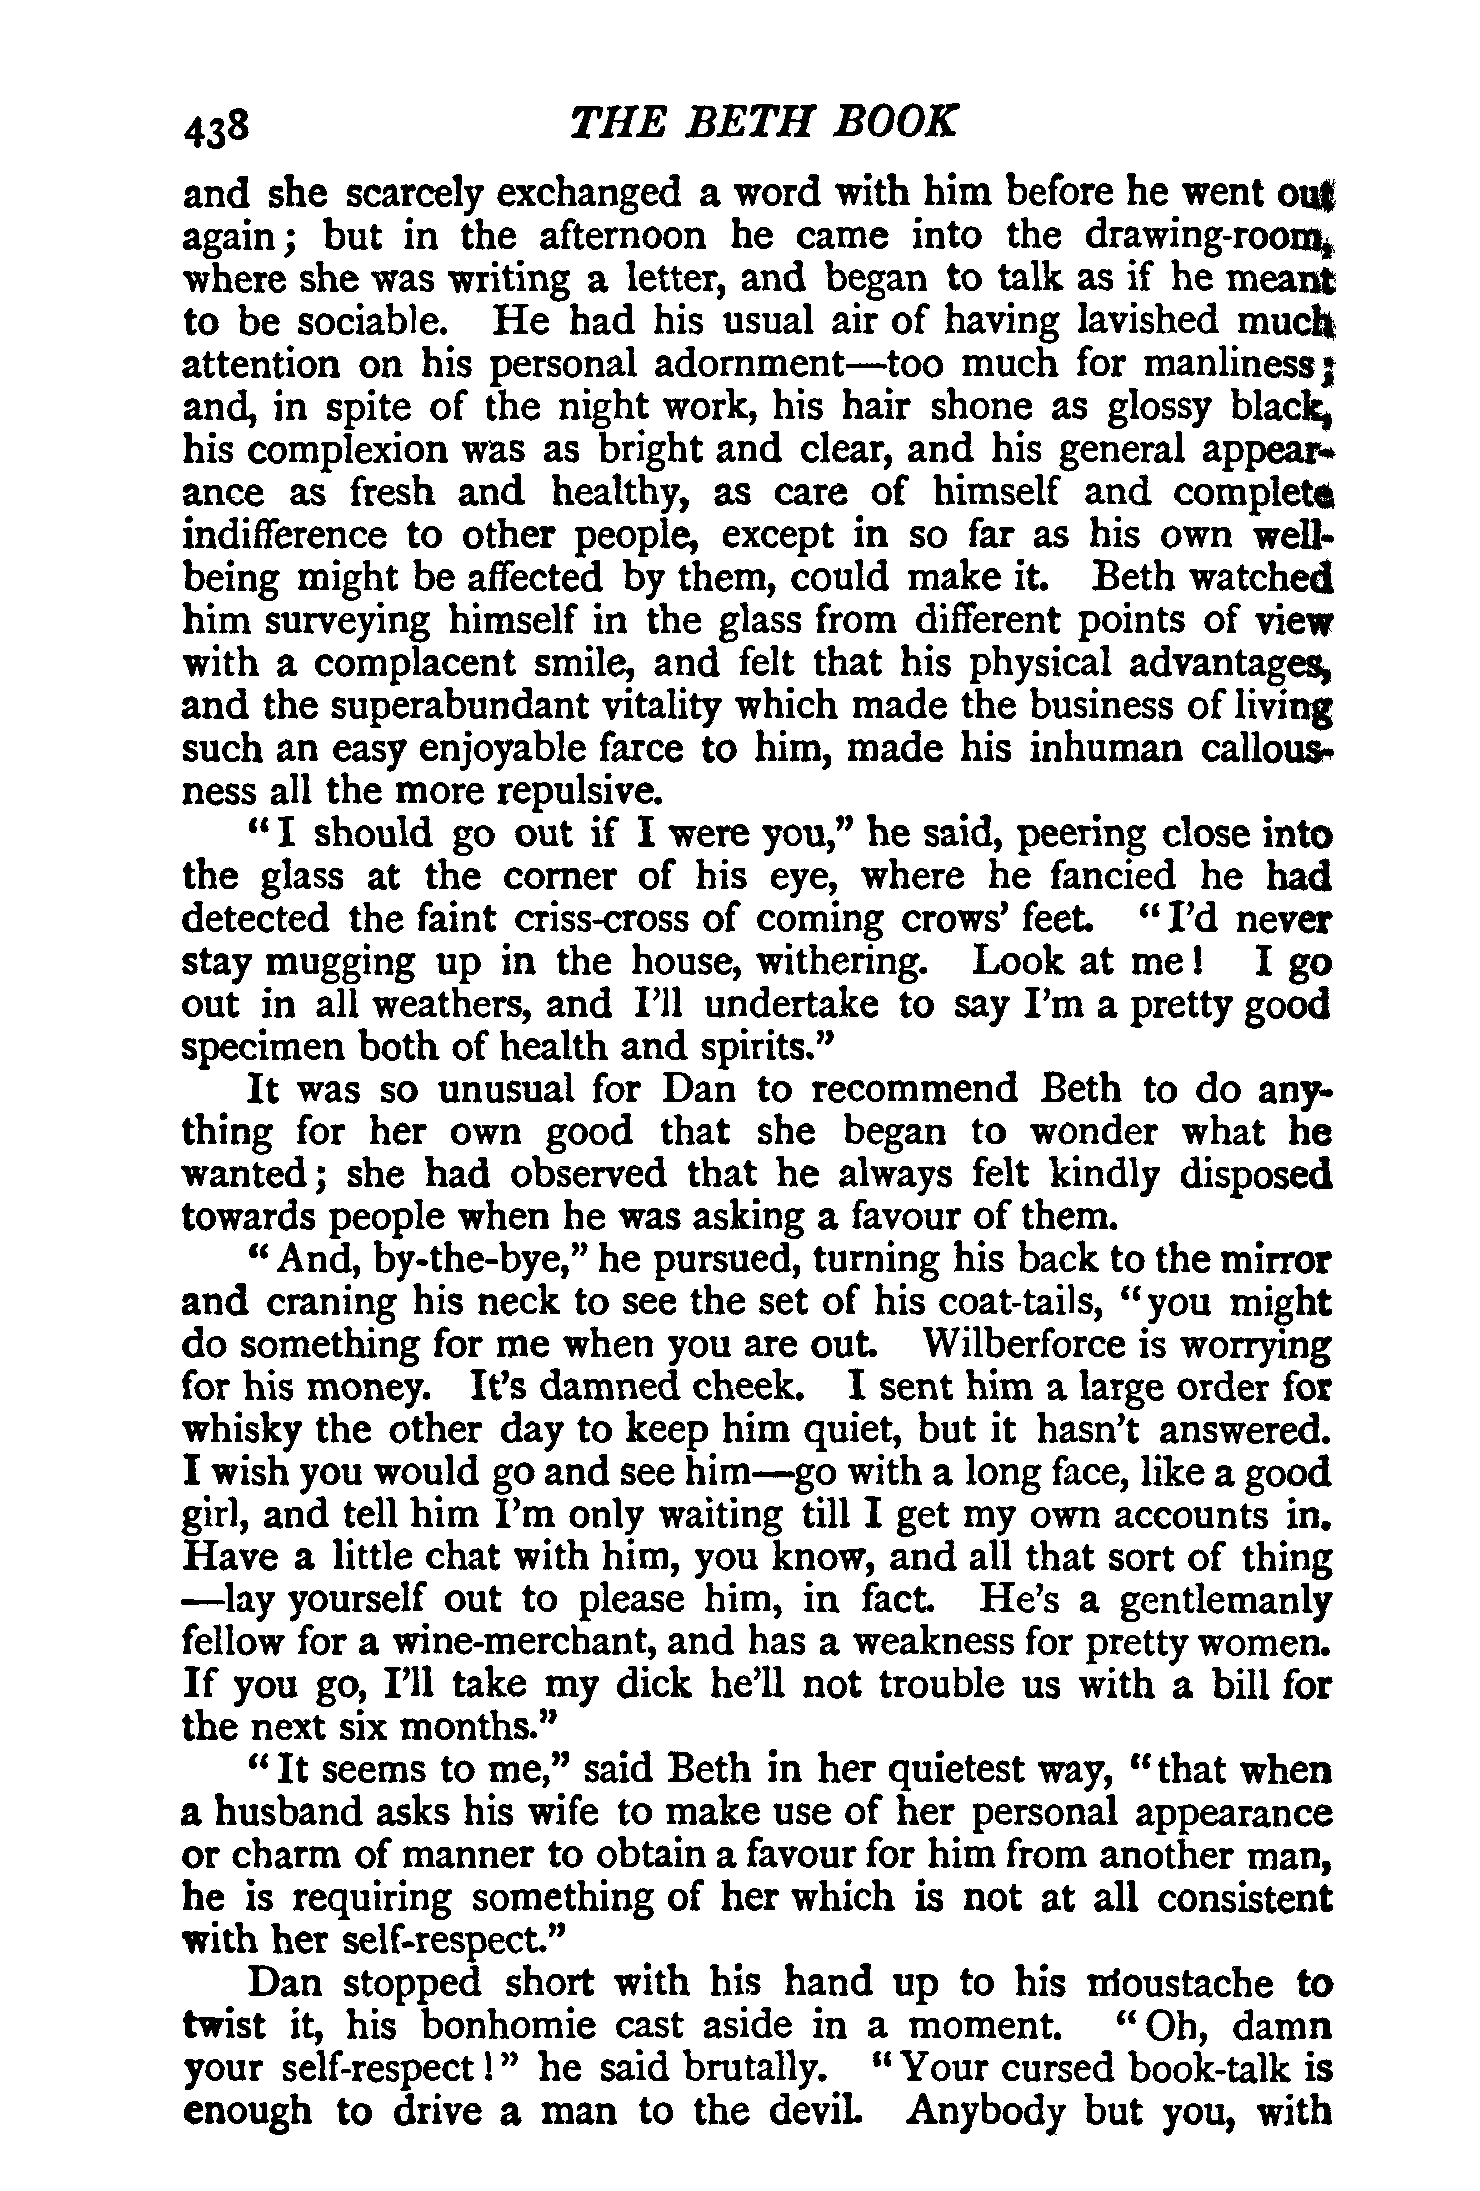 438 THE BETH BOOK
and she scarcely exchanged a word with him before he went out
again; but in the afternoon he came into the drawing-room,
where she was writing a letter, and began to talk as if he meant
to be sociable. He had his usual air of having lavished much
attention on his personal adornment—too much for manliness;
and, in spite of the night work, his hair shone as glossy black,
his complexion was as bright and clear, and his general appear-
ance as fresh and healthy, as care of himself and complete
indifference to other people, except in so far as his own well-
being might be affected by them, could make it. Beth watched
him surveying himself in the glass from different points of view
with a complacent smile, and felt that his physical advantages,
and the superabundant vitality which made the business of living
such an easy enjoyable farce to him, made his inhuman callous-
ness all the more repulsive.
“I should go out if I were you,” he said, peering close into
the glass at the corner of his eye, where he fancied he had
detected the faint criss-cross of coming crows’ feet. “I’d never
stay mugging up in the house, withering. Look at me! I go
out in all weathers, and I’ll undertake to say I’m a pretty good
specimen both of health and spirits.”
It was so unusual for Dan to recommend Beth to do any-
thing for her own good that she began to wonder what he
wanted; she had observed that he always felt kindly disposed
towards people when he was asking a favour of them.
“And, by-the-bye,” he pursued, turning his back to the mirror
and craning his neck to see the set of his coat-tails, “you might
do something for me when you are out. Wilberforce is worrying
for his money. It’s damned cheek. I sent him a large order for
whisky the other day to keep him quiet, but it hasn’t answered.
I wish you would go and see him—go with a long face, like a good
girl, and tell him I’m only waiting till I get my own accounts in.
Have a little chat with him, you know, and all that sort of thing
—lay yourself out to please him, in fact. He’s a gentlemanly
fellow for a wine-merchant, and has a weakness for pretty women.
If you go, I’ll take my dick he’ll not trouble us with a bill for
the next six months.”
“It seems to me,” said Beth in her quietest way, “that when
a husband asks his wife to make use of her personal appearance
or charm of manner to obtain a favour for him from another man,
he is requiring something of her which is not at all consistent
with her self-respect.”
Dan stopped short with his hand up to his moustache to
twist it, his bonhomie cast aside in a moment. “Oh, damn
your self-respect!” he said brutally. “Your cursed book-talk is
enough to drive a man to the devil. Anybody but you, with